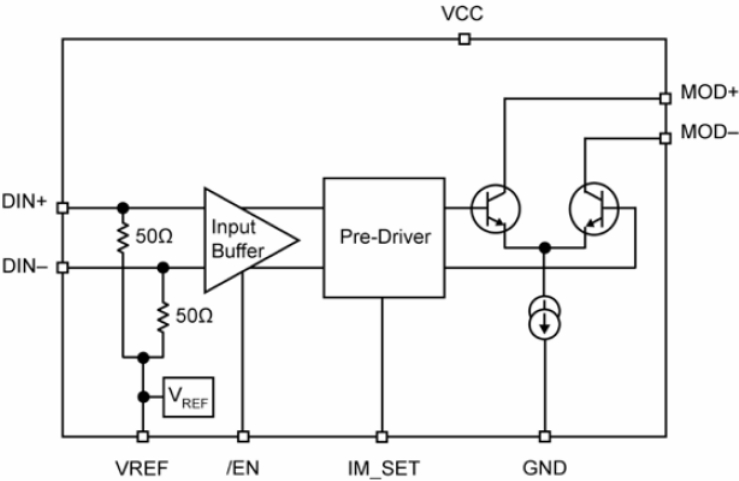 VCC
MOD+
MOD–
DIN+
DIN–
50Ω
50Ω
Input
Buffer
Pre-Driver
VREF
VREF
/EN
IM_SET
GND